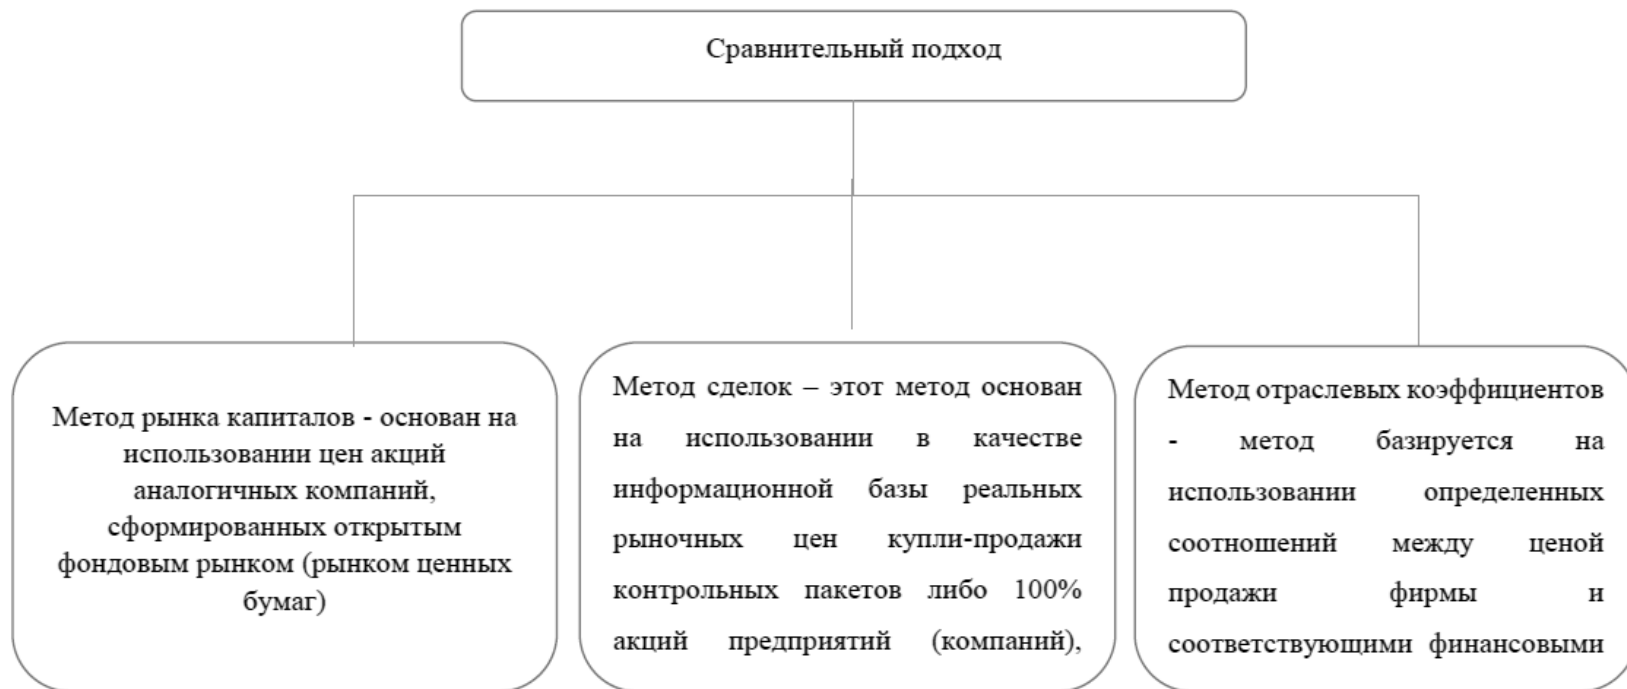 Сравнительный подход
Метод рынка капиталов - основан на
использовании цен акций
аналогичных компаний,
сформированных открытым
фондовым рынком (рынком ценных
бумаг)
Метод сделок – этот метод основан
на использовании в качестве
информационной базы реальных
рыночных цен купли-продажи
контрольных пакетов либо 100%
акций предприятий (компаний),
Метод отраслевых коэффициентов
- метод базируется на
использовании определенных
соотношений между ценой
продажи фирмы и
соответствующими финансовыми